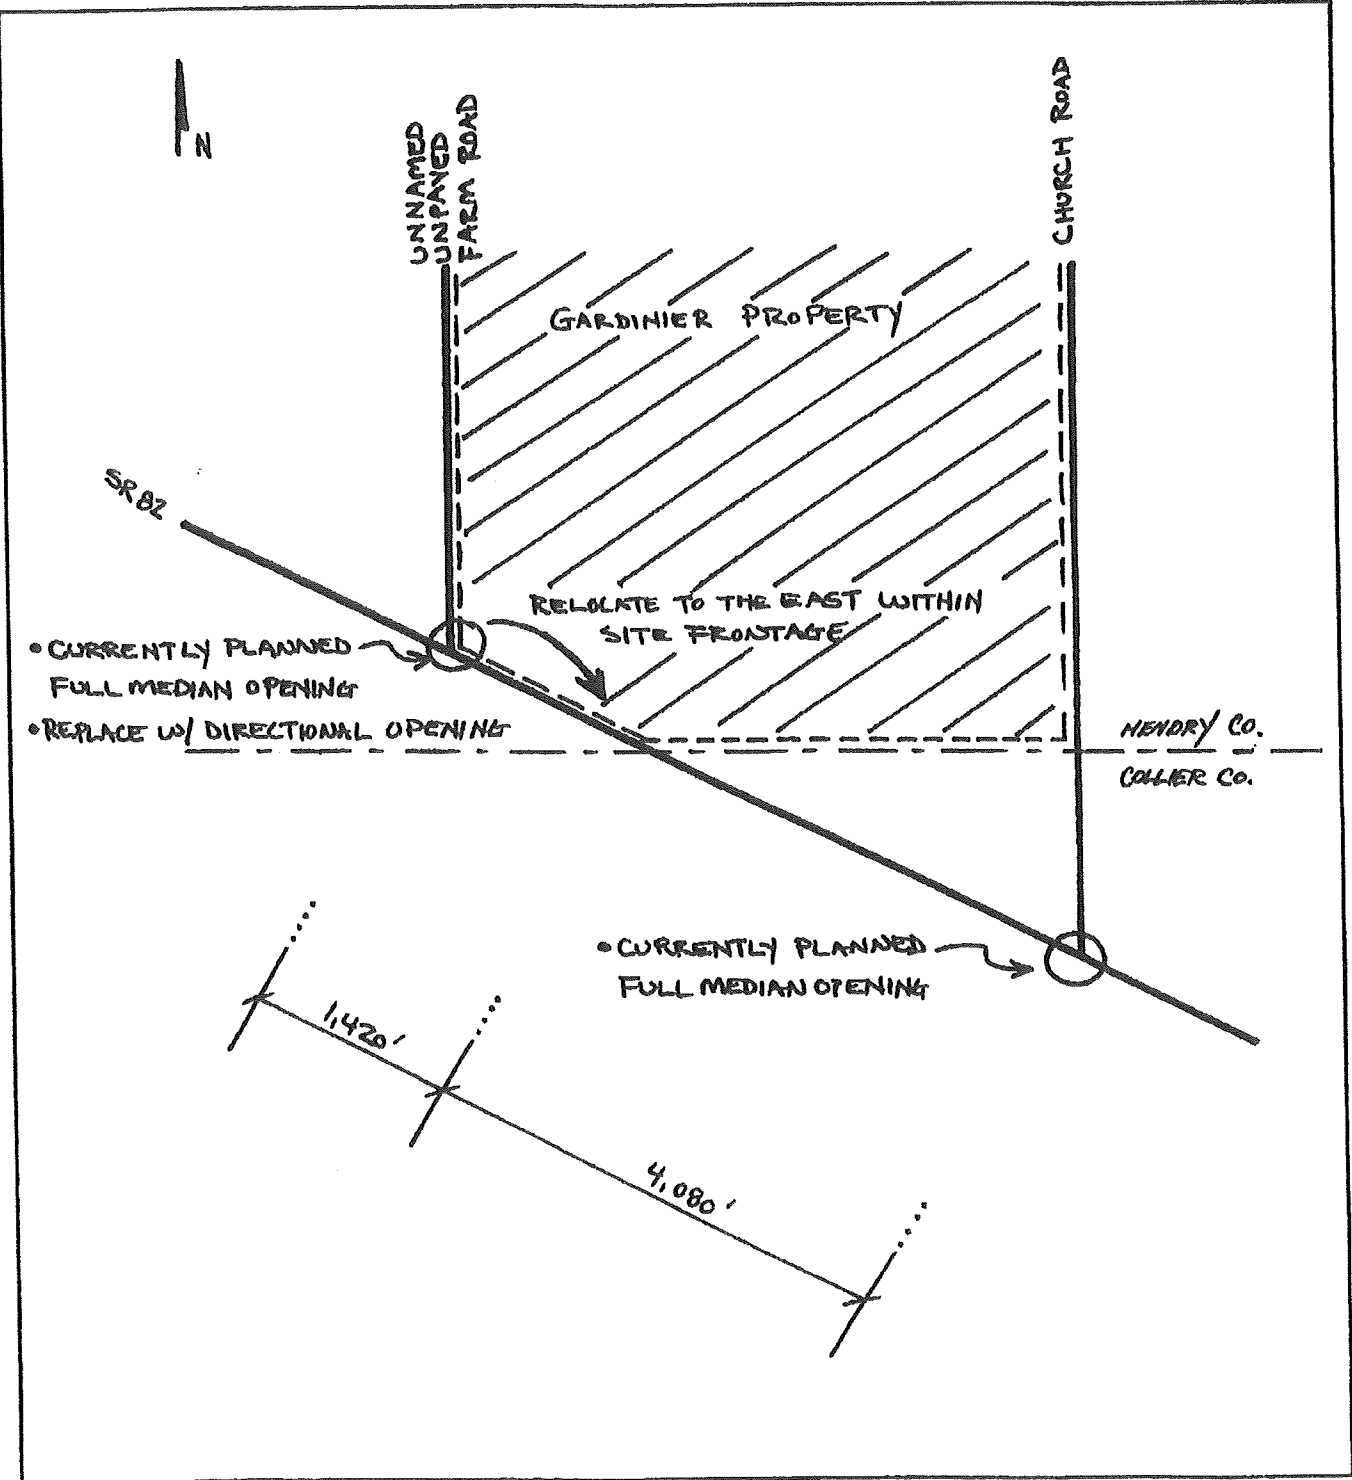 N
UNNAMED
UNPAVED
FARM ROAD
CHURCH ROAD
GARDINIER PROPERTY
SR 82
RELOCATE TO THE EAST WITHIN
SITE FRONTAGE
• CURRENTLY PLANNED
FULL MEDIAN OPENING
• REPLACE W/ DIRECTIONAL OPENING
HENDRY CO.
COLLIER CO.
• CURRENTLY PLANNED
FULL MEDIAN OPENING
1,420'
4,080'